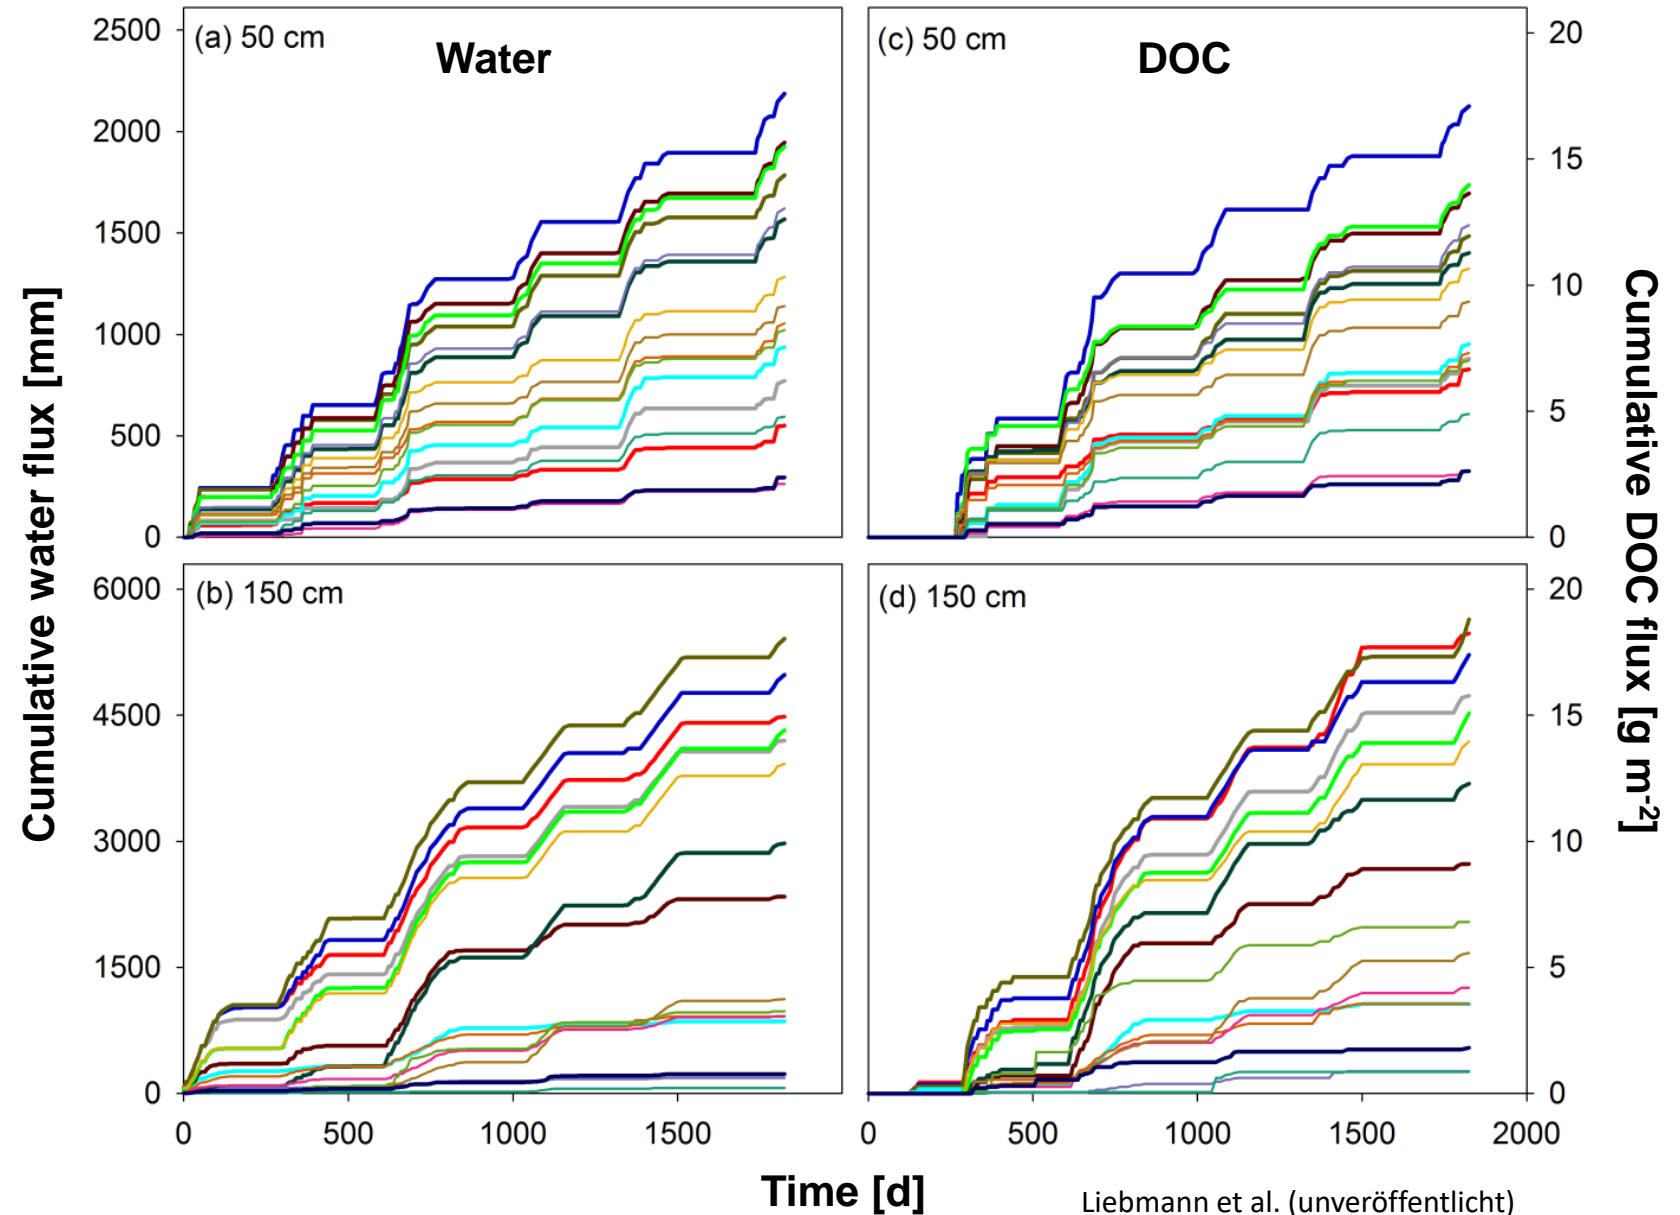 (a) 50 cm
Water
(c) 50 cm
DOC
2500
2000
1500
1000
500
0
20
15
10
5
0
Cumulative water flux [mm]
Cumulative DOC flux [g m-2]
(b) 150 cm
(d) 150 cm
6000
4500
3000
1500
0
20
15
10
5
0
0 500 1000 1500
0 500 1000 1500 2000
Time [d]
Liebmann et al. (unveröffentlicht)